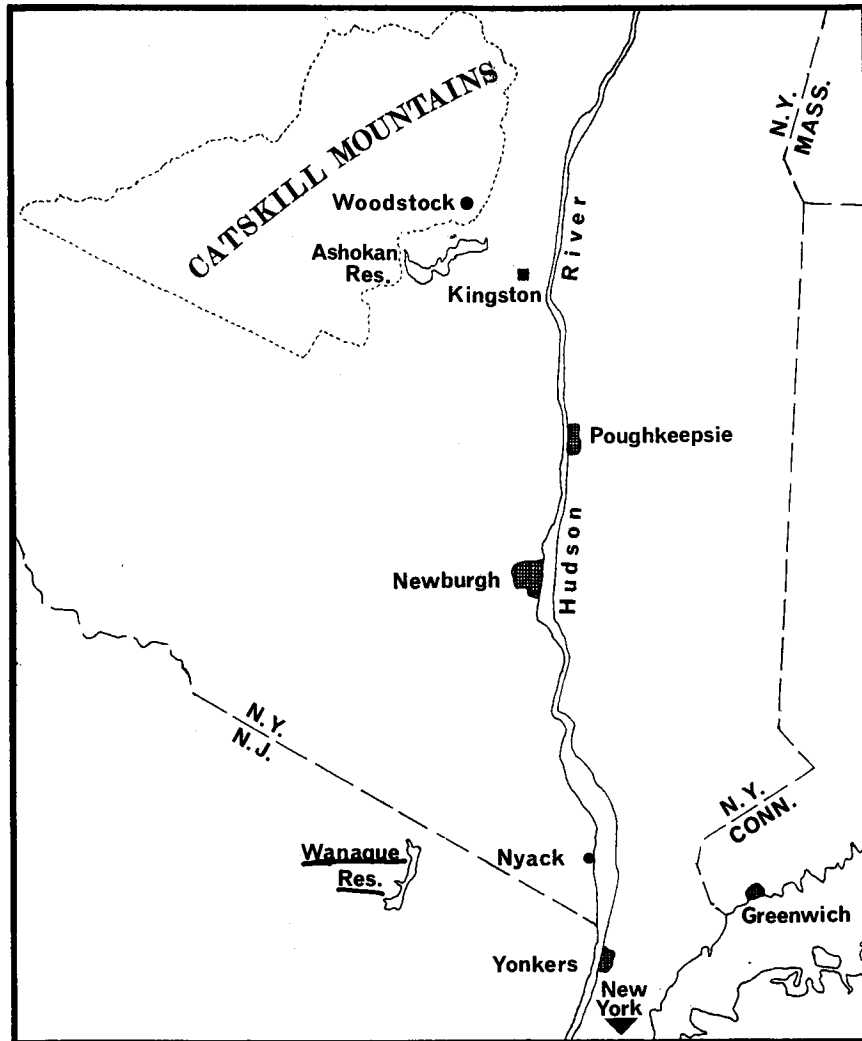 CATSKILL MOUNTAINS
N.Y.
MASS.
Woodstock
Ashokan
Res.
Kingston
River
Poughkeepsie
Hudson
Newburgh
N.Y.
N.J.
N.Y.
CONN.
Wanaque
Res.
Nyack
Greenwich
Yonkers
New
York